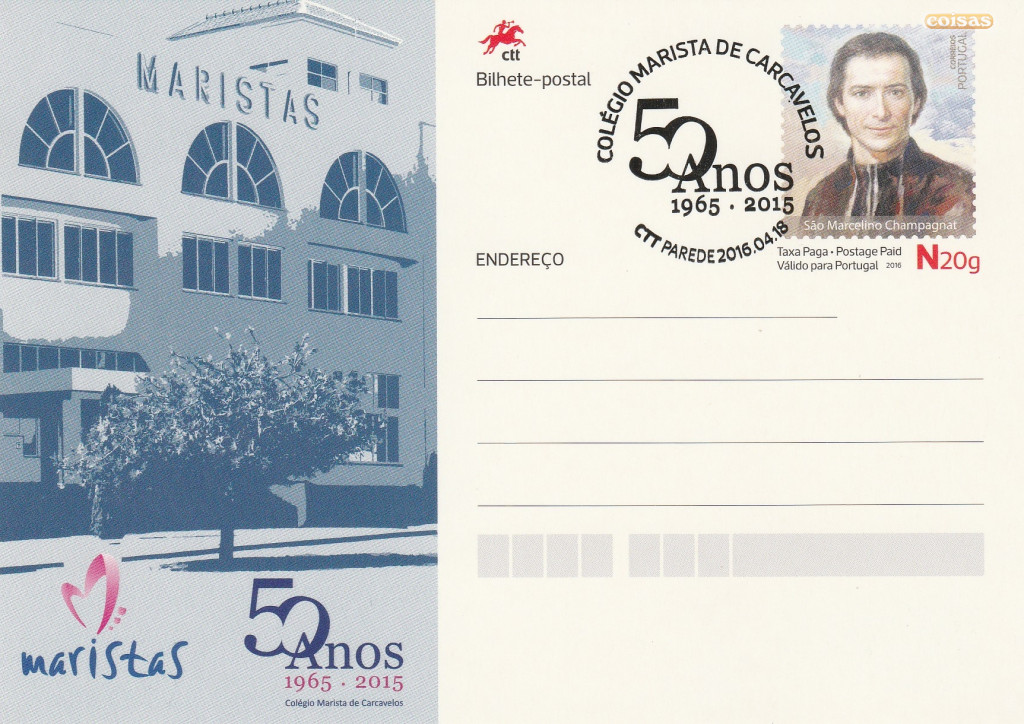 MARISTAS
maristas
50 Anos
1965 . 2015
Colégio Marista de Carcavelos
ctt
Bilhete-postal
COLÉGIO MARISTA DE CARCAVELOS
50 Anos
1965 . 2015
CTT PAREDE 2016.04.18
coisas
CORREIOS
PORTUGAL
São Marcelino Champagnat
Taxa Paga • Postage Paid
Válido para Portugal 2016
N20g
ENDEREÇO